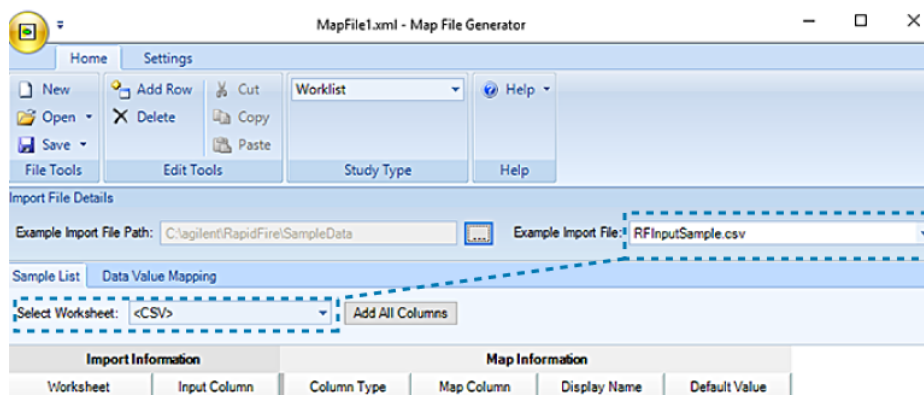 MapFile1.xml - Map File Generator
Home Settings
New Add Row Cut Worklist Help
Open Delete Copy
Save Paste
File Tools Edit Tools Study Type Help
Import File Details
Example Import File Path: C:\agilent\RapidFire\SampleData ... Example Import File: RFInputSample.csv
Sample List Data Value Mapping
Select Worksheet: <CSV> Add All Columns
Import Information Map Information
Worksheet Input Column Column Type Map Column Display Name Default Value